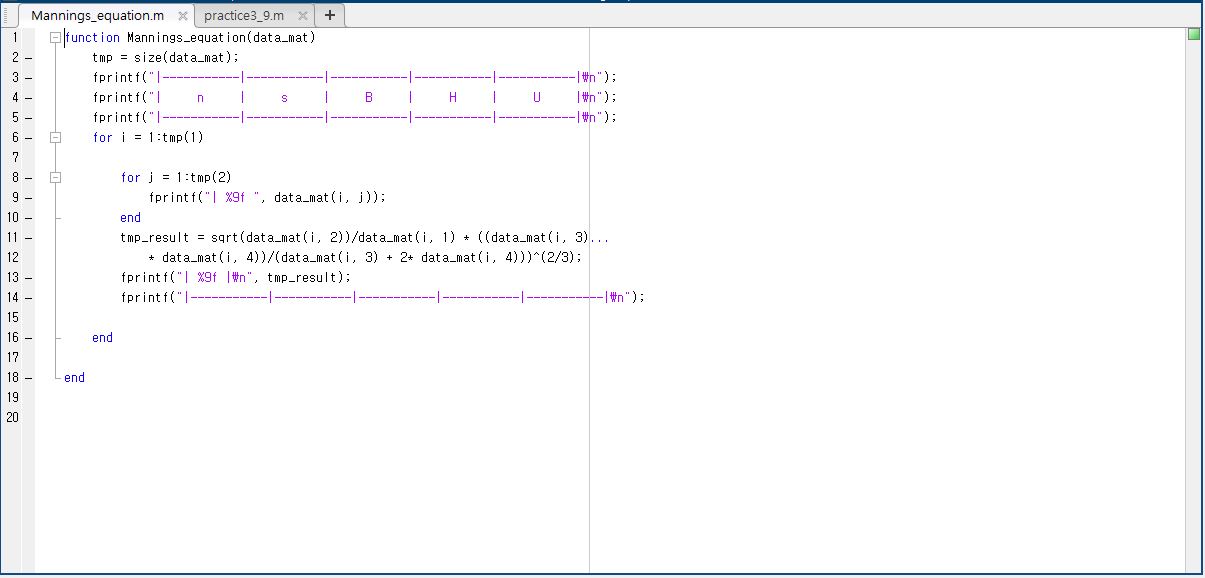 Mannings_equation.m × practice3_9.m × +
1 function Mannings_equation(data_mat)
2 – tmp = size(data_mat);
3 – fprintf("|-----------|-----------|-----------|-----------|-----------|₩n");
4 – fprintf("|     n     |     s     |     B     |     H     |     U     |₩n");
5 – fprintf("|-----------|-----------|-----------|-----------|-----------|₩n");
6 – for i = 1:tmp(1)
7
8 – for j = 1:tmp(2)
9 – fprintf("| %9f ", data_mat(i, j));
10 – end
11 – tmp_result = sqrt(data_mat(i, 2))/data_mat(i, 1) * ((data_mat(i, 3)...
12 * data_mat(i, 4))/(data_mat(i, 3) + 2* data_mat(i, 4)))^(2/3);
13 – fprintf("| %9f |₩n", tmp_result);
14 – fprintf("|-----------|-----------|-----------|-----------|-----------|₩n");
15
16 – end
17
18 – end
19
20